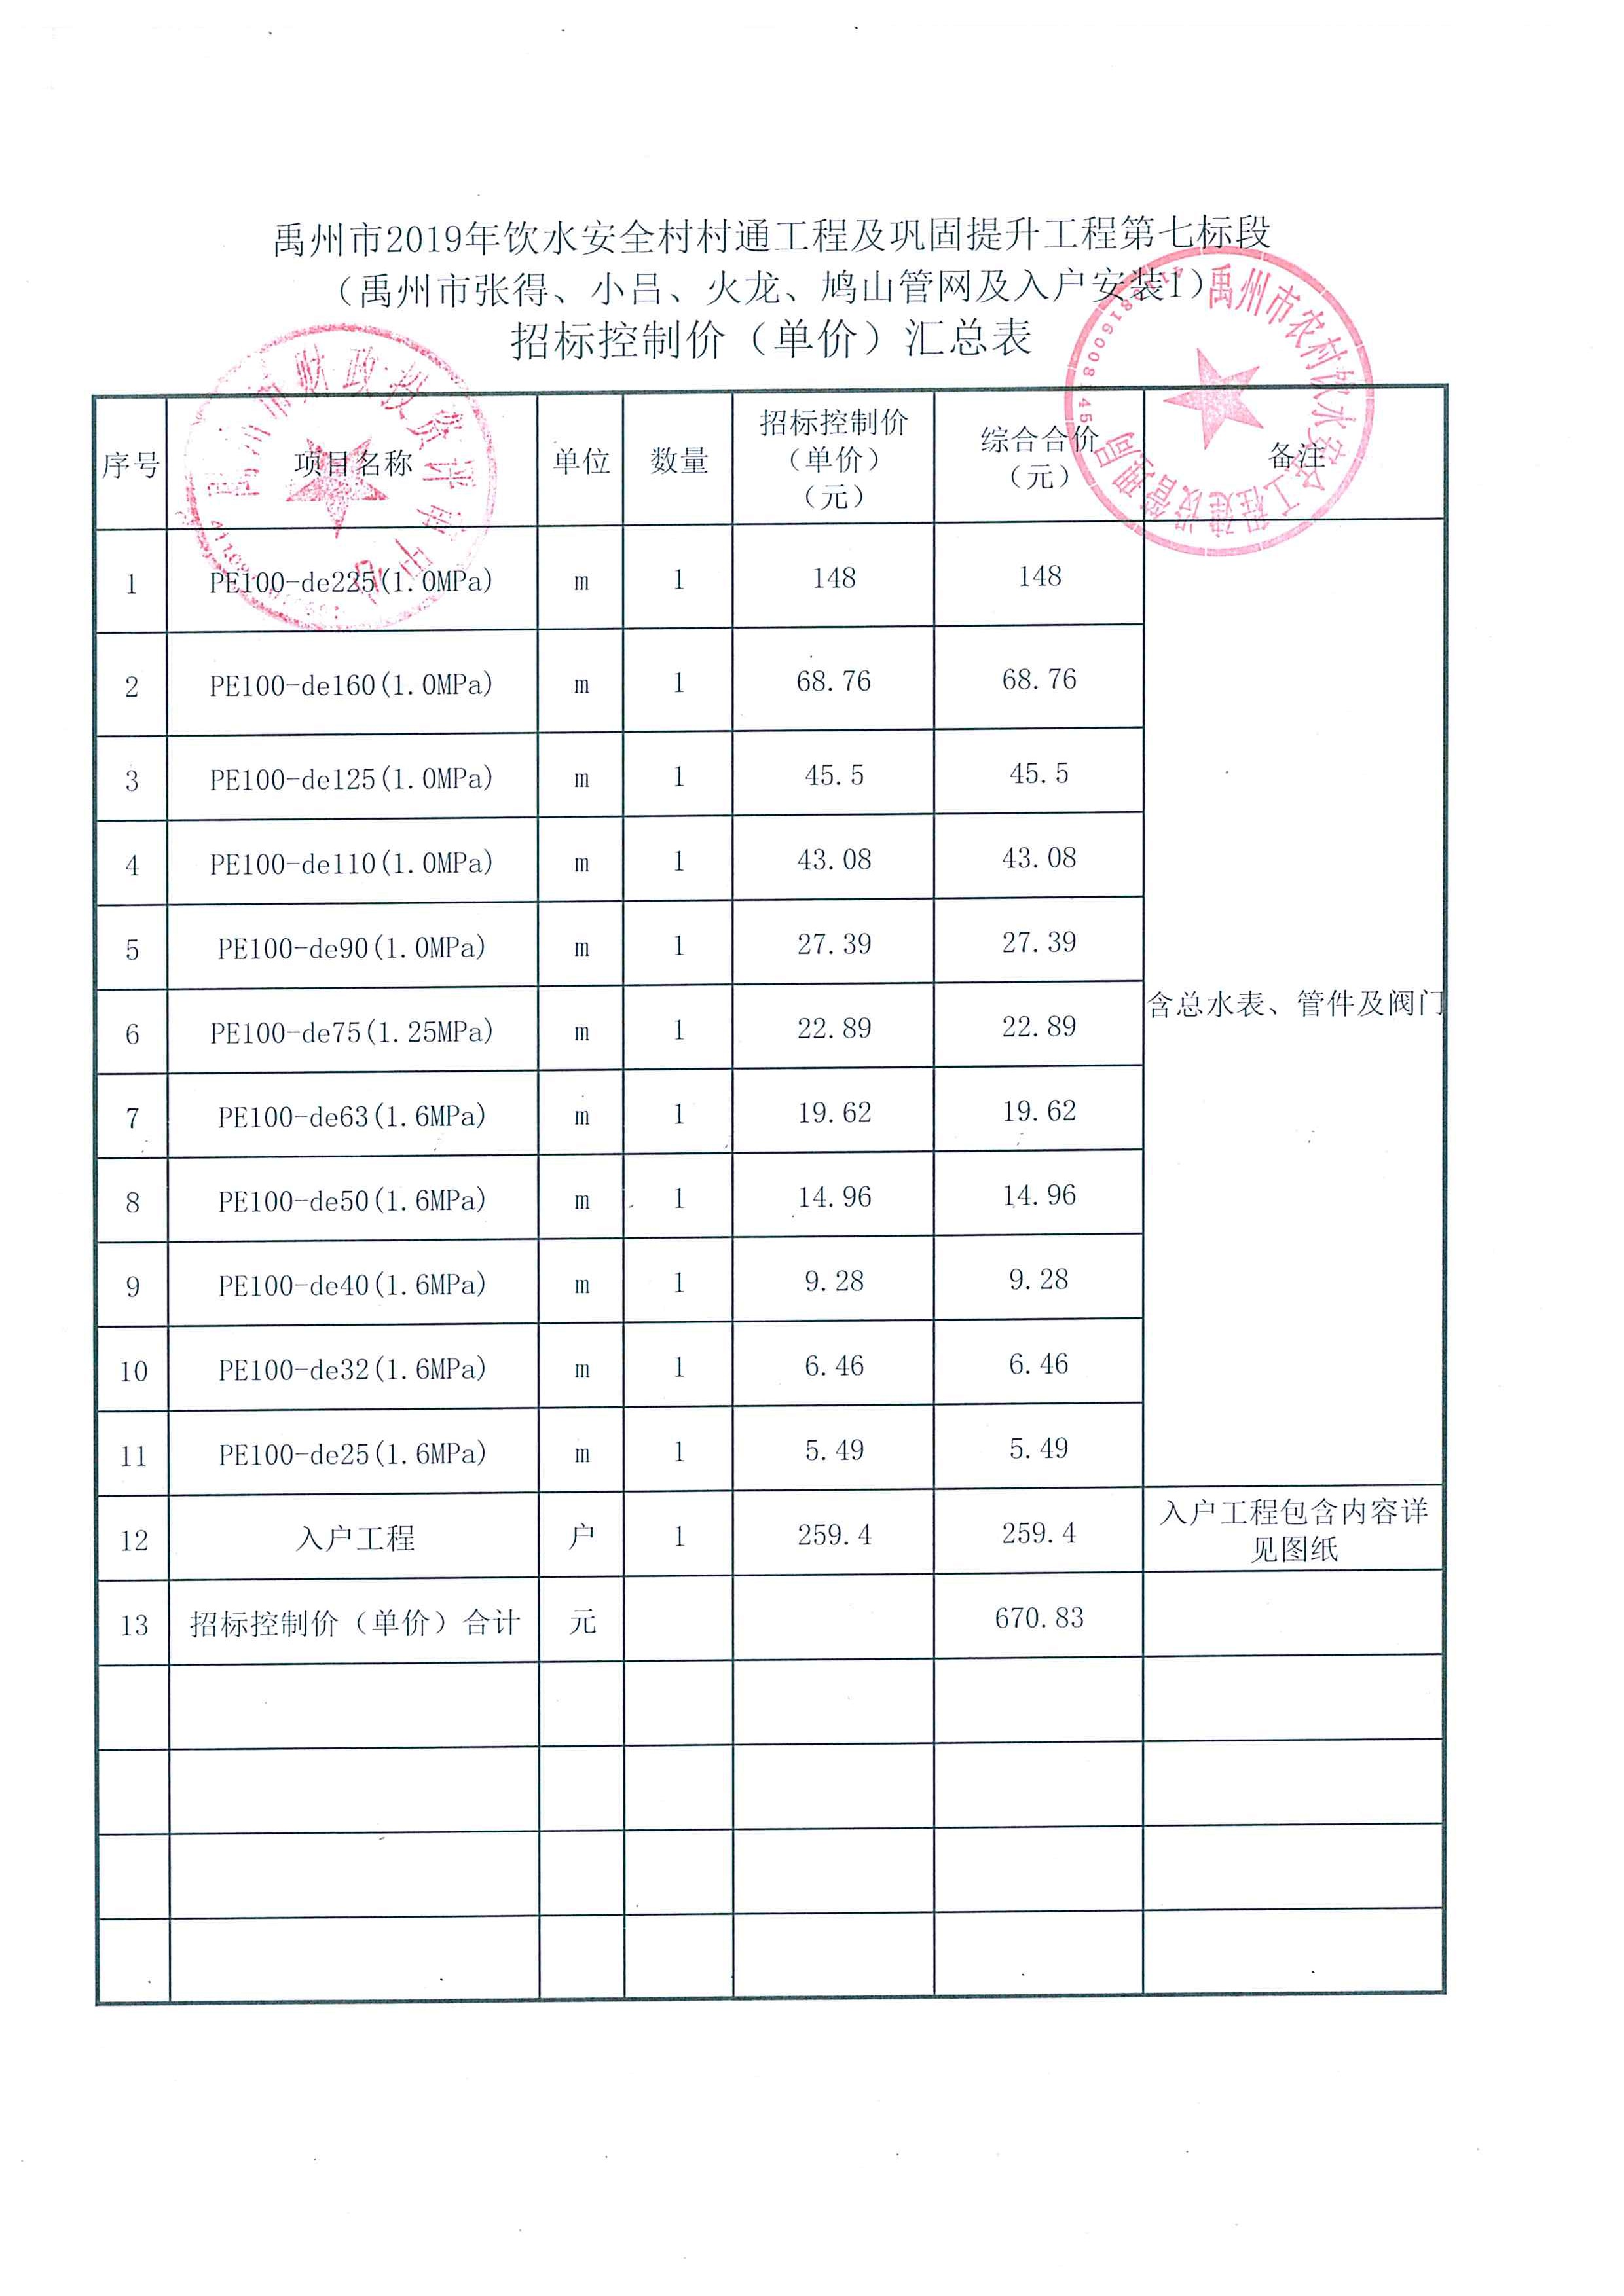 禹州市2019年饮水安全村村通工程及巩固提升工程第七标段
（禹州市张得、小吕、火龙、鸠山管网及入户安装1）
招标控制价（单价）汇总表
序号 项目名称 单位 数量 招标控制价（单价）（元） 综合合价（元） 备注
1 PE100-de225(1.0MPa) m 1 148 148
2 PE100-de160(1.0MPa) m 1 68.76 68.76
3 PE100-de125(1.0MPa) m 1 45.5 45.5
4 PE100-de110(1.0MPa) m 1 43.08 43.08
5 PE100-de90(1.0MPa) m 1 27.39 27.39
含总水表、管件及阀门
6 PE100-de75(1.25MPa) m 1 22.89 22.89
7 PE100-de63(1.6MPa) m 1 19.62 19.62
8 PE100-de50(1.6MPa) m 1 14.96 14.96
9 PE100-de40(1.6MPa) m 1 9.28 9.28
10 PE100-de32(1.6MPa) m 1 6.46 6.46
11 PE100-de25(1.6MPa) m 1 5.49 5.49
12 入户工程 户 1 259.4 259.4 入户工程包含内容详见图纸
13 招标控制价（单价）合计 元 670.83
禹州市财政投资评审中心
禹州市农村饮水安全工程建设管理局